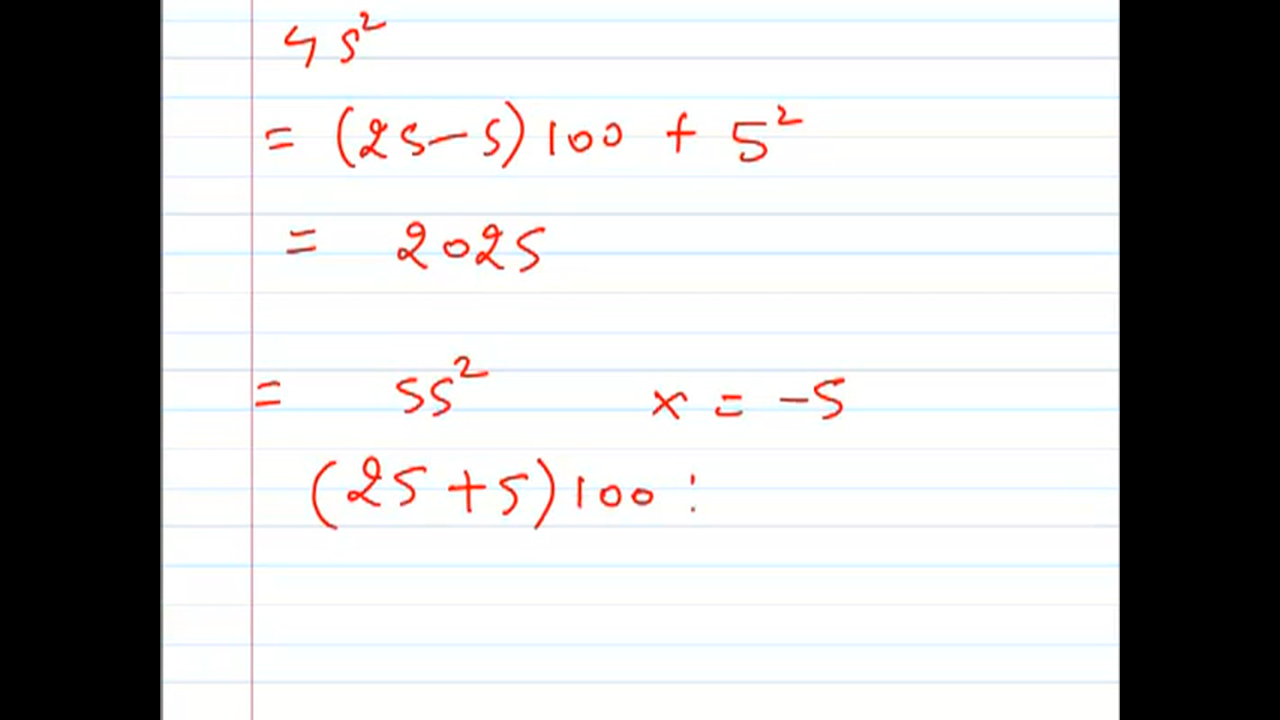 45²
= (25-5)100 + 5²
= 2025
= 55² x = -5
(25+5)100 :